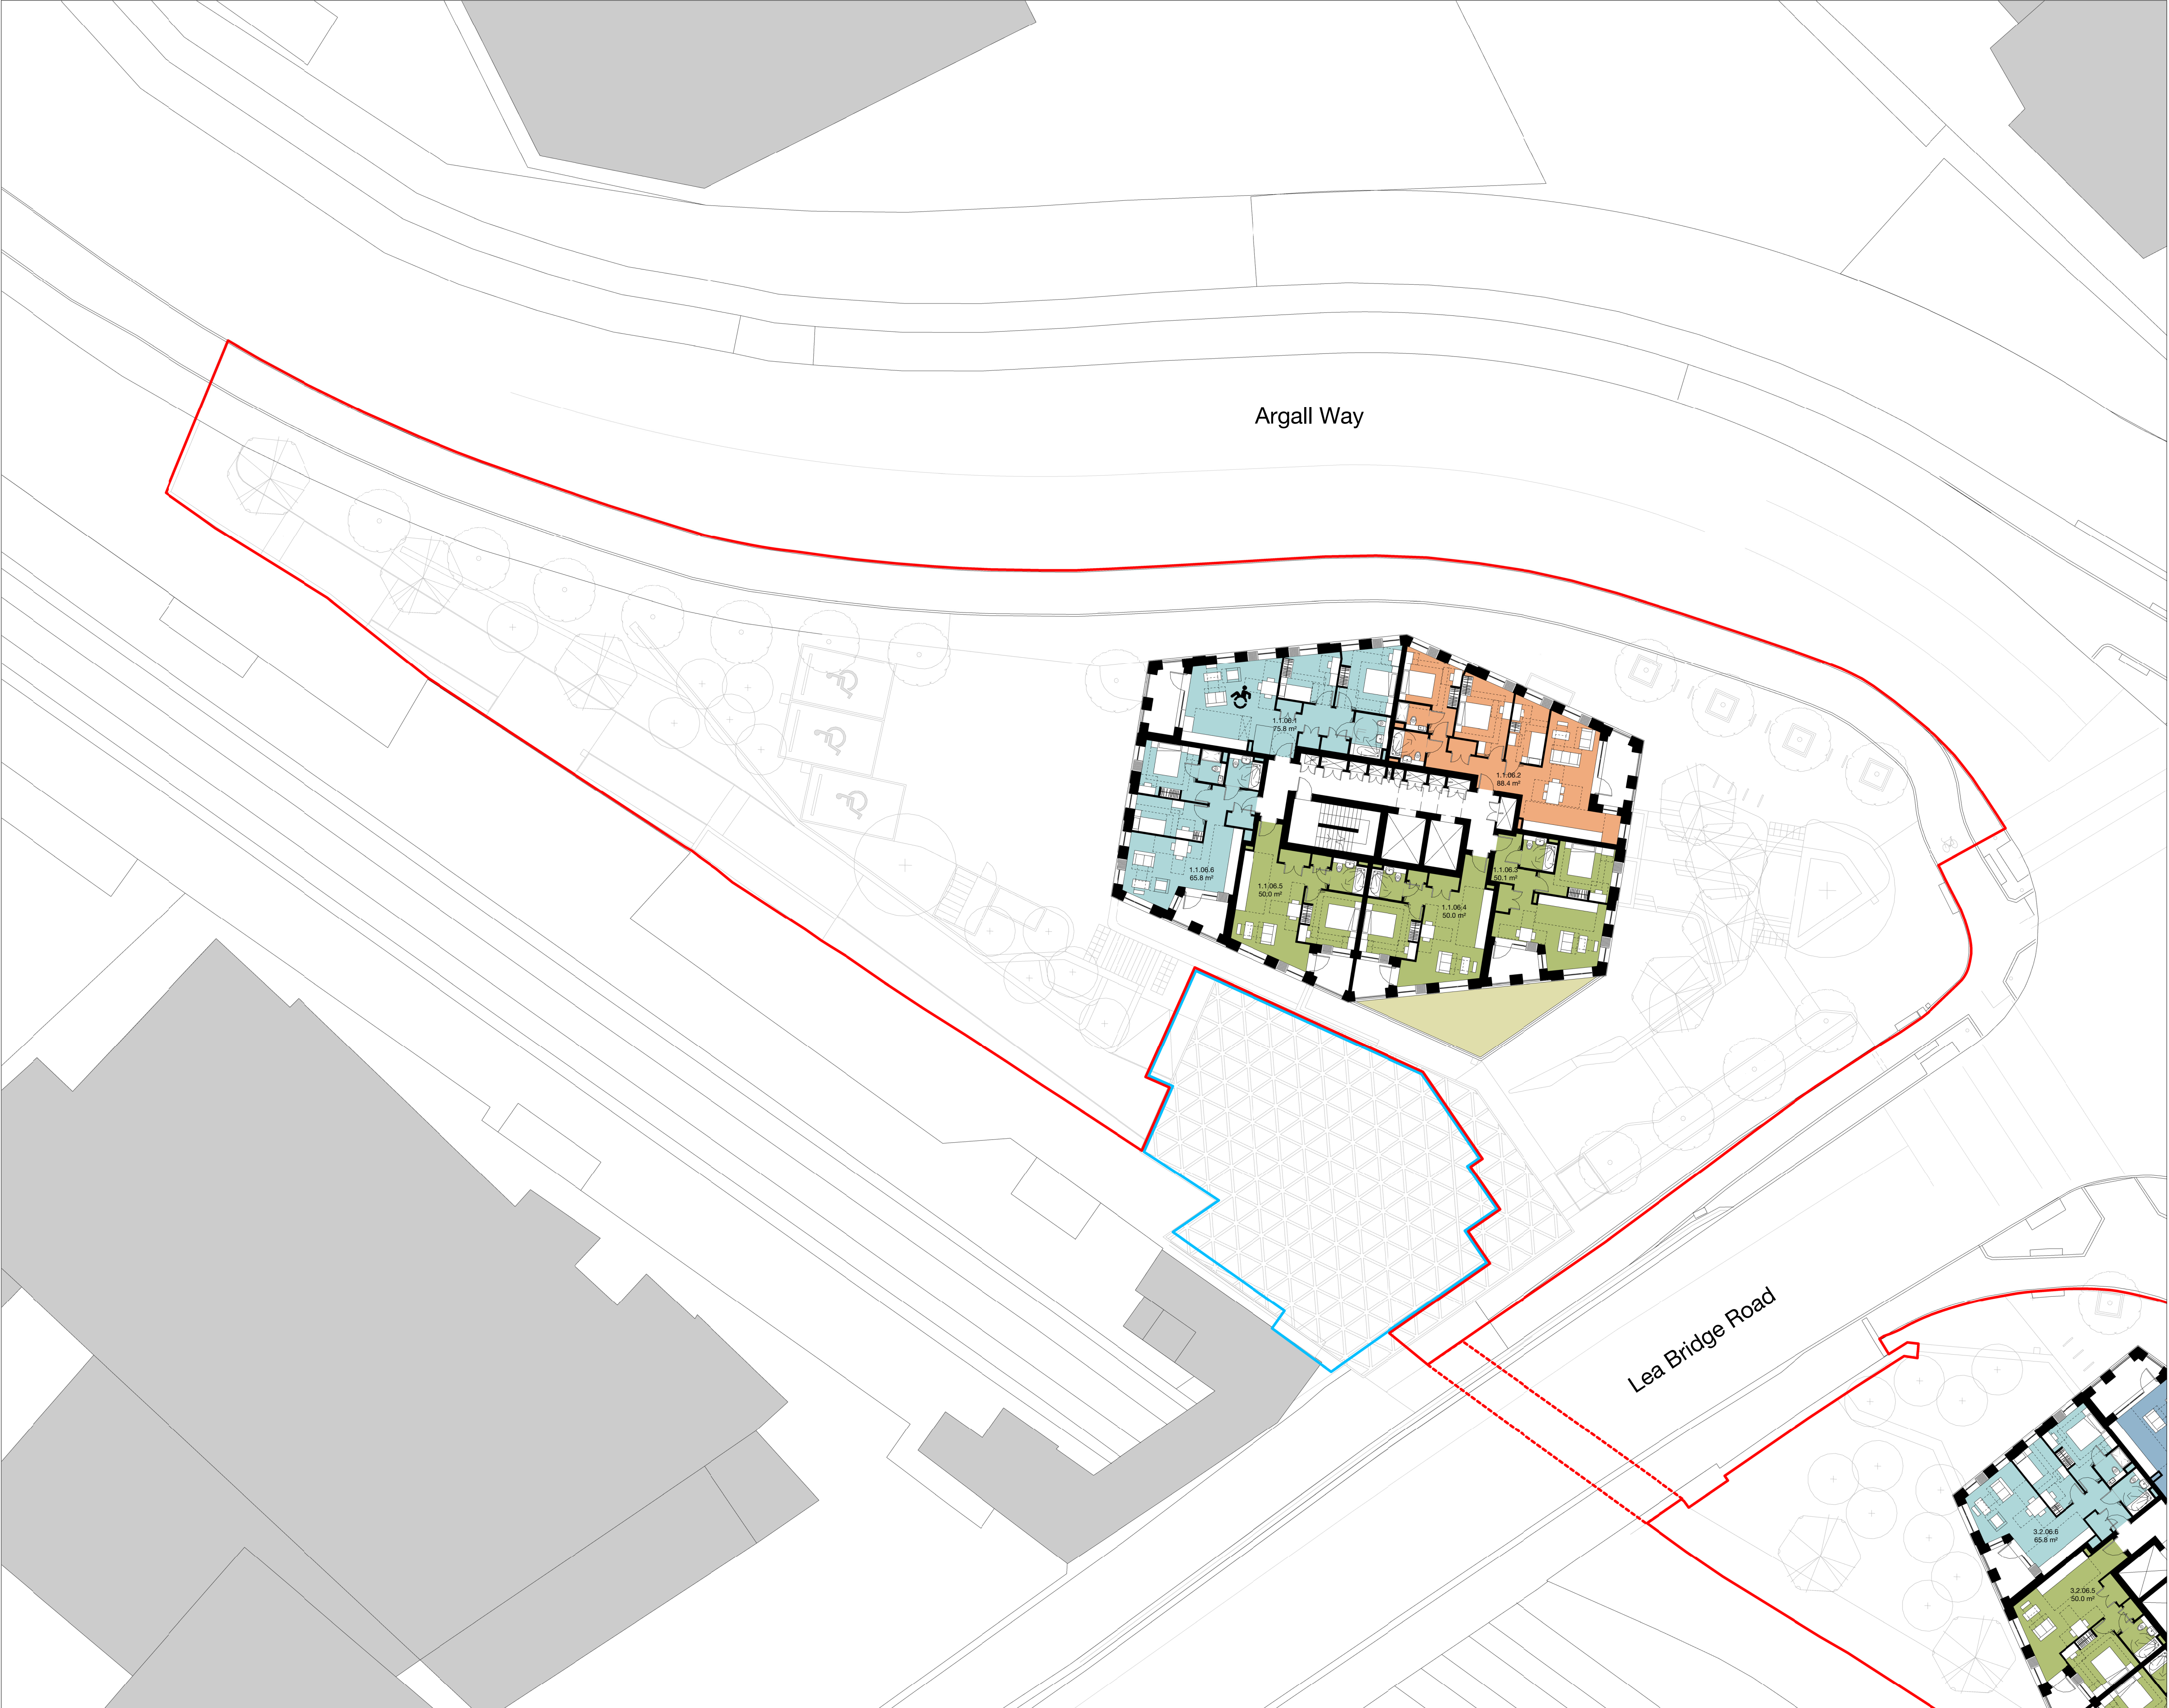 Argall Way
1.1.06.1
75.8 m²
1.1.06.2
88.4 m²
1.1.06.6
65.8 m²
1.1.06.5
50.0 m²
1.1.06.3
50.1 m²
1.1.06.4
50.0 m²
Lea Bridge Road
3.2.06.6
65.8 m²
3.2.06.5
50.0 m²